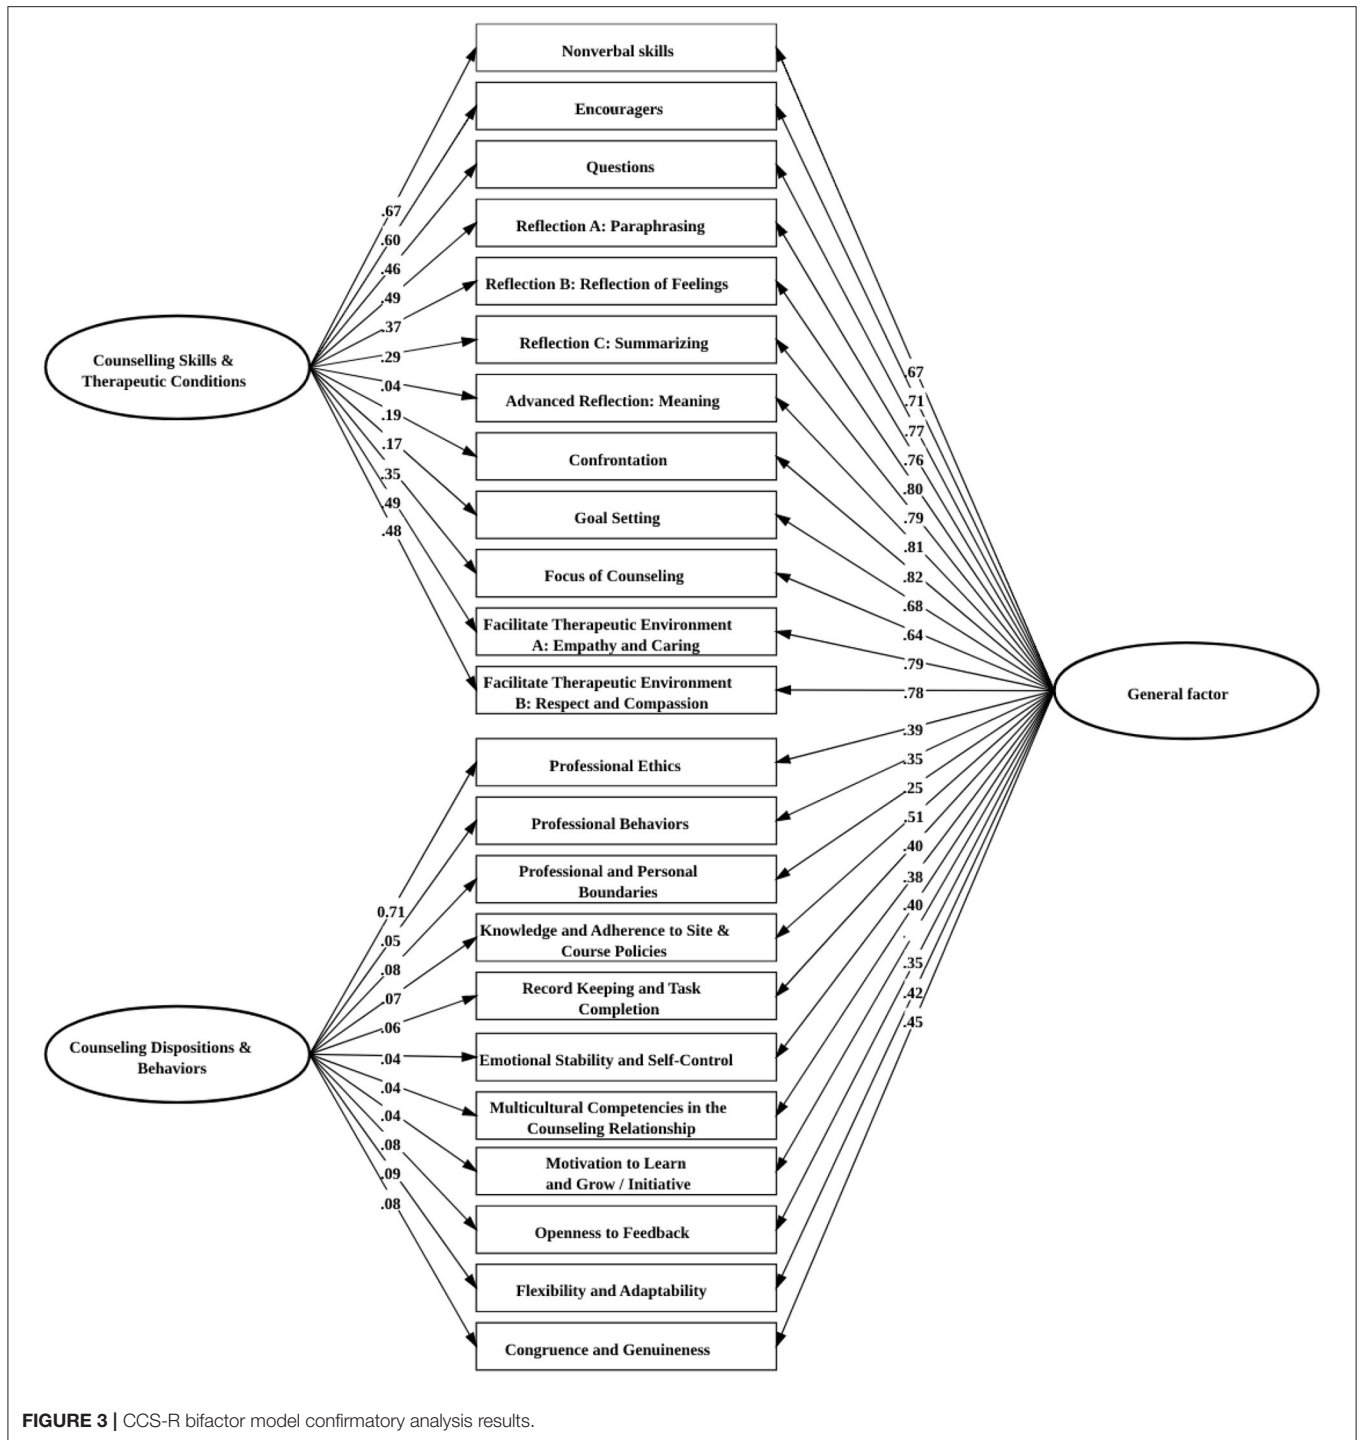 Nonverbal skills
Encouragers
Questions
Reflection A: Paraphrasing
Reflection B: Reflection of Feelings
Reflection C: Summarizing
Advanced Reflection: Meaning
Confrontation
Goal Setting
Focus of Counseling
Facilitate Therapeutic Environment
A: Empathy and Caring
Facilitate Therapeutic Environment
B: Respect and Compassion
Professional Ethics
Professional Behaviors
Professional and Personal
Boundaries
Knowledge and Adherence to Site &
Course Policies
Record Keeping and Task
Completion
Emotional Stability and Self-Control
Multicultural Competencies in the
Counseling Relationship
Motivation to Learn
and Grow / Initiative
Openness to Feedback
Flexibility and Adaptability
Congruence and Genuineness
Counselling Skills &
Therapeutic Conditions
.67
.60
.46
.49
.37
.29
.04
.19
.17
.35
.49
.48
Counseling Dispositions &
Behaviors
0.71
.05
.08
.07
.06
.04
.04
.04
.08
.09
.08
General factor
.67
.71
.77
.76
.80
.79
.81
.82
.68
.64
.79
.78
.39
.35
.25
.51
.40
.38
.40
.
.35
.42
.45
FIGURE 3 | CCS-R bifactor model confirmatory analysis results.